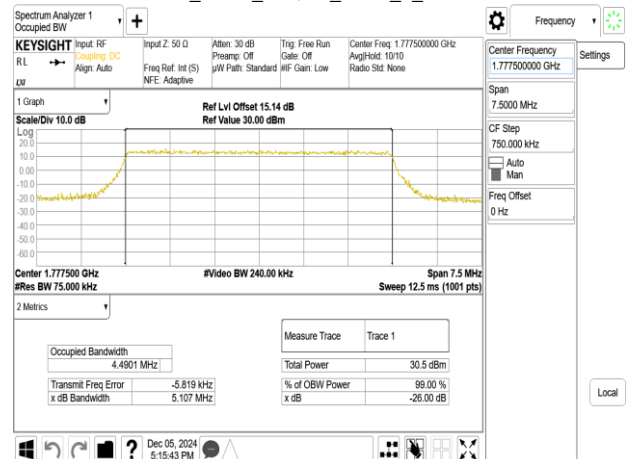 Spectrum Analyzer 1
Occupied BW
Frequency
KEYSIGHT
RL
LXI
Input: RF
Coupling: DC
Align: Auto
Input Z: 50 Ω
Freq Ref: Int (S)
NFE: Adaptive
Atten: 30 dB
Preamp: Off
µW Path: Standard
Trig: Free Run
Gate: Off
#IF Gain: Low
Center Freq: 1.777500000 GHz
Avg|Hold: 10/10
Radio Std: None
Center Frequency
1.777500000 GHz
Settings
Span
7.5000 MHz
CF Step
750.000 kHz
Auto
Man
Freq Offset
0 Hz
1 Graph
Scale/Div 10.0 dB
Ref Lvl Offset 15.14 dB
Ref Value 30.00 dBm
Log
20.0
10.0
0.00
-10.0
-20.0
-30.0
-40.0
-50.0
-60.0
Center 1.777500 GHz
#Video BW 240.00 kHz
Span 7.5 MHz
#Res BW 75.000 kHz
Sweep 12.5 ms (1001 pts)
2 Metrics
Measure Trace Trace 1
Occupied Bandwidth
4.4901 MHz
Total Power 30.5 dBm
Transmit Freq Error -5.819 kHz
% of OBW Power 99.00 %
x dB Bandwidth 5.107 MHz
x dB -26.00 dB
Local
?
Dec 05, 2024
5:15:43 PM